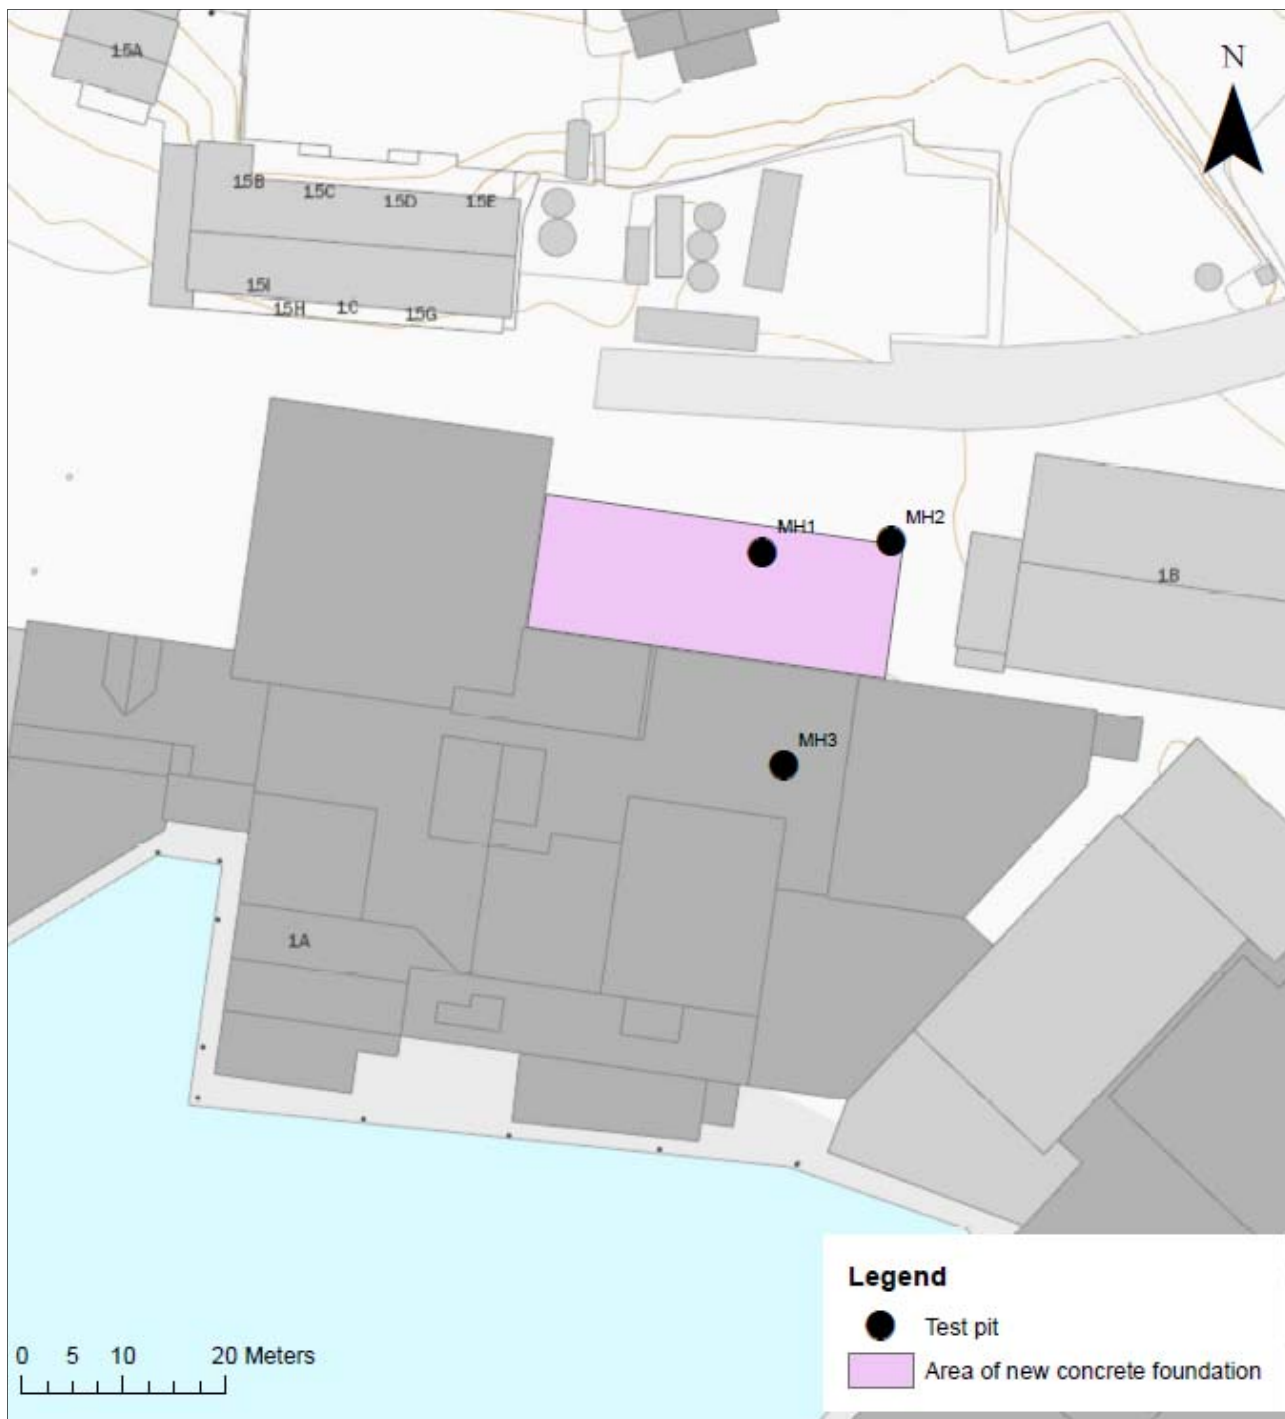 15A
N
15B
15C
15D
15E
15I
15H
1C
15G
MH1
MH2
1B
MH3
1A
Legend
Test pit
Area of new concrete foundation
0 5 10 20 Meters